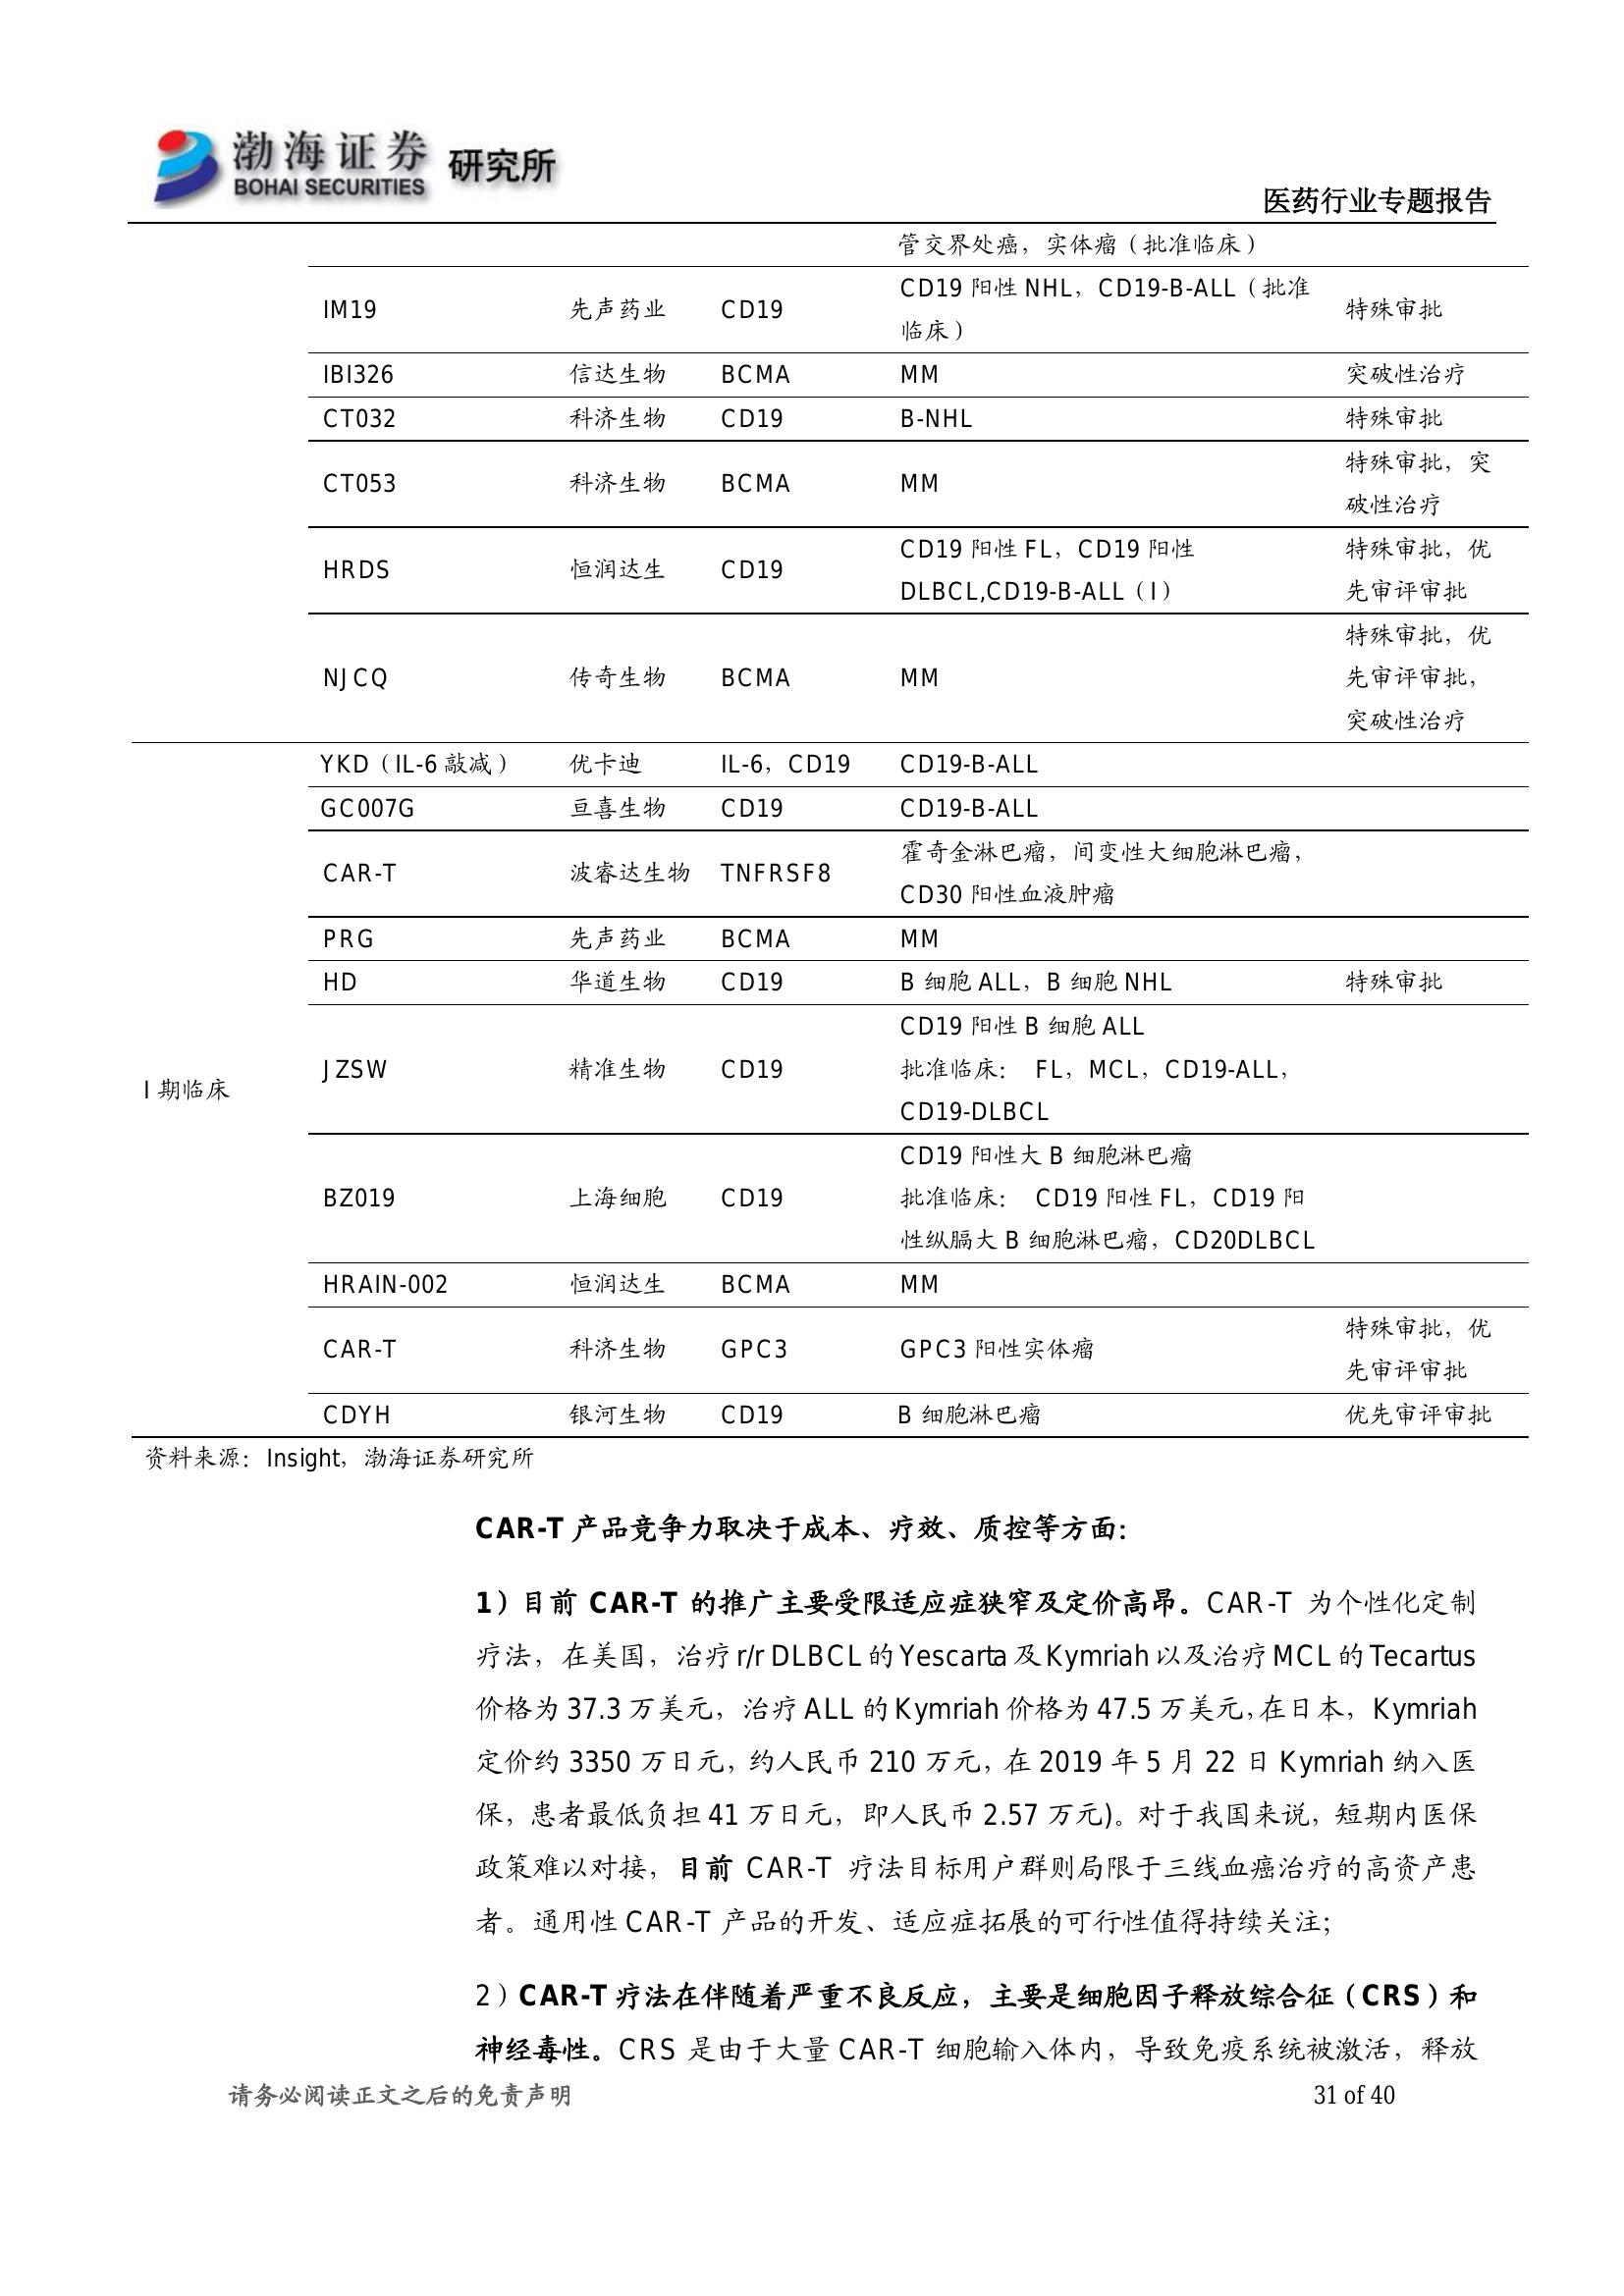 渤海证券 研究所
BOHAI SECURITIES
医药行业专题报告
管交界处癌，实体瘤（批准临床）
IM19 先声药业 CD19 CD19 阳性 NHL，CD19-B-ALL（批准
临床） 特殊审批
IBI326 信达生物 BCMA MM 突破性治疗
CT032 科济生物 CD19 B-NHL 特殊审批
CT053 科济生物 BCMA MM 特殊审批，突
破性治疗
HRDS 恒润达生 CD19 CD19 阳性 FL，CD19 阳性 特殊审批，优
DLBCL,CD19-B-ALL（I） 先审评审批
NJCQ 传奇生物 BCMA MM 特殊审批，优
先审评审批，
突破性治疗
I 期临床
YKD（IL-6 敲减） 优卡迪 IL-6，CD19 CD19-B-ALL
GC007G 亘喜生物 CD19 CD19-B-ALL
CAR-T 波睿达生物 TNFRSF8 霍奇金淋巴瘤，间变性大细胞淋巴瘤，
CD30 阳性血液肿瘤
PRG 先声药业 BCMA MM
HD 华道生物 CD19 B 细胞 ALL，B 细胞 NHL 特殊审批
JZSW 精准生物 CD19 CD19 阳性 B 细胞 ALL
批准临床： FL，MCL，CD19-ALL，
CD19-DLBCL
BZ019 上海细胞 CD19 CD19 阳性大 B 细胞淋巴瘤
批准临床： CD19 阳性 FL，CD19 阳
性纵膈大 B 细胞淋巴瘤，CD20DLBCL
HRAIN-002 恒润达生 BCMA MM
CAR-T 科济生物 GPC3 GPC3 阳性实体瘤 特殊审批，优
先审评审批
CDYH 银河生物 CD19 B 细胞淋巴瘤 优先审评审批
资料来源：Insight，渤海证券研究所
CAR-T 产品竞争力取决于成本、疗效、质控等方面：
1）目前 CAR-T 的推广主要受限适应症狭窄及定价高昂。CAR-T 为个性化定制
疗法，在美国，治疗 r/r DLBCL 的 Yescarta 及 Kymriah 以及治疗 MCL 的 Tecartus
价格为 37.3 万美元，治疗 ALL 的 Kymriah 价格为 47.5 万美元，在日本，Kymriah
定价约 3350 万日元，约人民币 210 万元，在 2019 年 5 月 22 日 Kymriah 纳入医
保，患者最低负担 41 万日元，即人民币 2.57 万元)。对于我国来说，短期内医保
政策难以对接，目前 CAR-T 疗法目标用户群则局限于三线血癌治疗的高资产患
者。通用性 CAR-T 产品的开发、适应症拓展的可行性值得持续关注；
2）CAR-T 疗法在伴随着严重不良反应，主要是细胞因子释放综合征（CRS）和
神经毒性。CRS 是由于大量 CAR-T 细胞输入体内，导致免疫系统被激活，释放
请务必阅读正文之后的免责声明 31 of 40